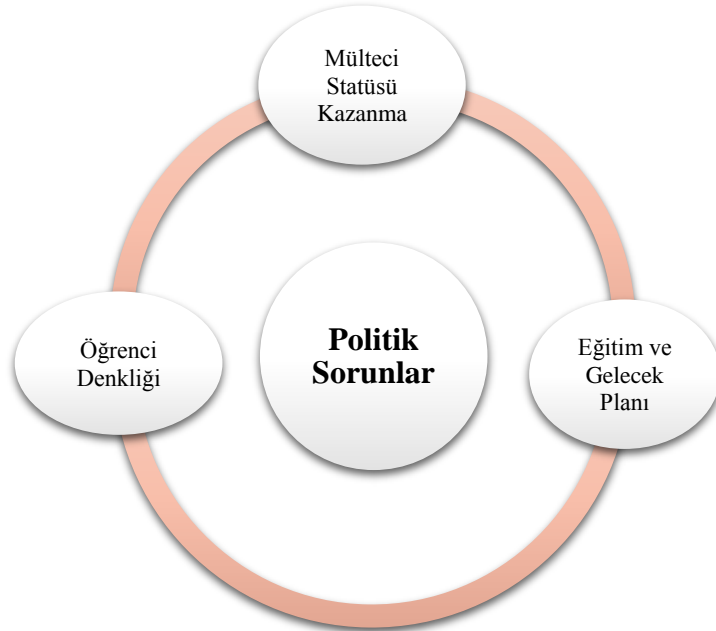 Mülteci
Statüsü
Kazanma
Politik
Sorunlar
Öğrenci
Denkliği
Eğitim ve
Gelecek
Planı